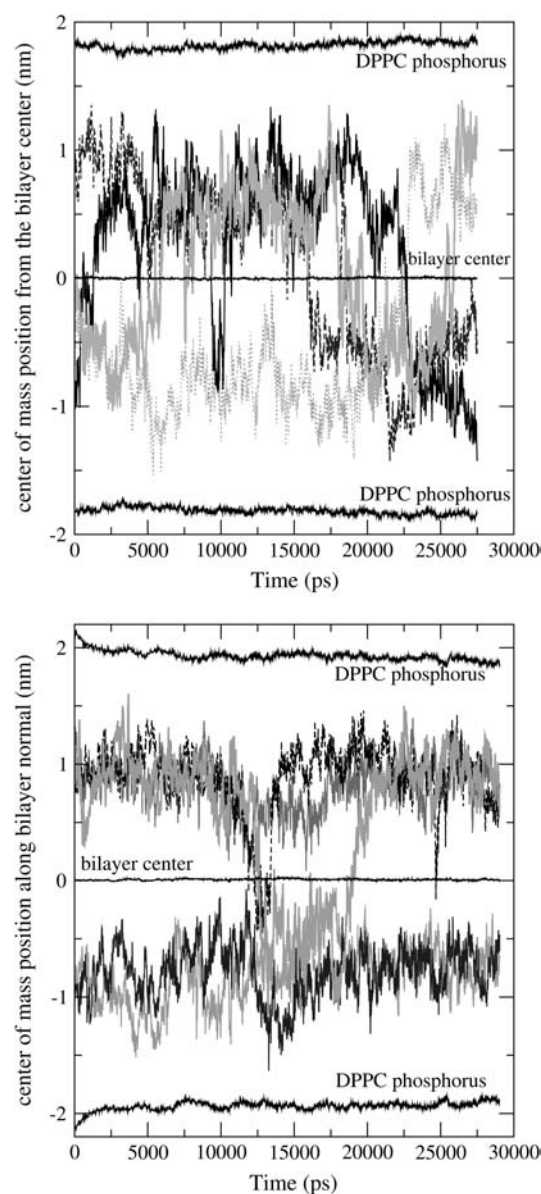 2
DPPC phosphorus
1
bilayer center
0
-1
DPPC phosphorus
-2
0 5000 10000 15000 20000 25000 30000
Time (ps)
center of mass position from the bilayer center (nm)
2
DPPC phosphorus
1
bilayer center
0
-1
DPPC phosphorus
-2
0 5000 10000 15000 20000 25000 30000
Time (ps)
center of mass position along bilayer normal (nm)